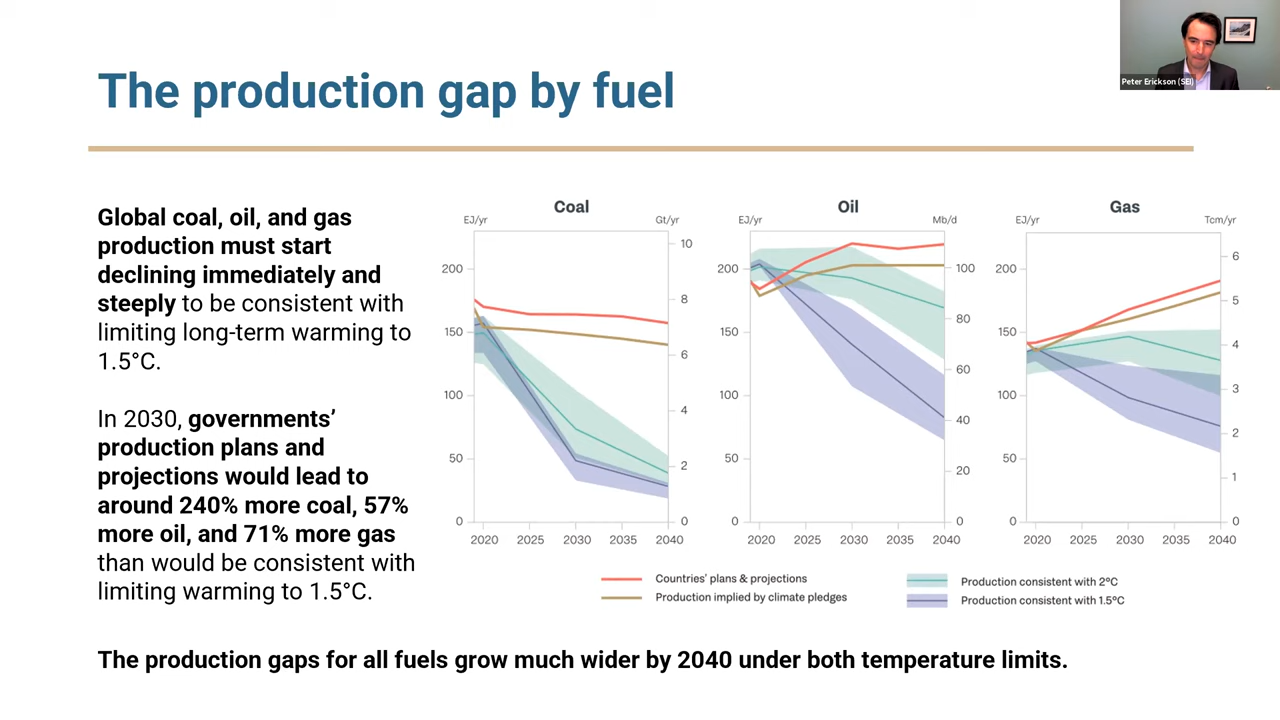 Peter Erickson (SEI)
The production gap by fuel
Global coal, oil, and gas
production must start
declining immediately and
steeply to be consistent with
limiting long-term warming to
1.5°C.
In 2030, governments’
production plans and
projections would lead to
around 240% more coal, 57%
more oil, and 71% more gas
than would be consistent with
limiting warming to 1.5°C.
Coal
EJ/yr Gt/yr
200
150
100
50
0
10
8
6
4
2
0
2020 2025 2030 2035 2040
Oil
EJ/yr Mb/d
200
150
100
50
0
100
80
60
40
20
0
2020 2025 2030 2035 2040
Gas
EJ/yr Tcm/yr
200
150
100
50
0
6
5
4
3
2
1
0
2020 2025 2030 2035 2040
Countries’ plans & projections
Production implied by climate pledges
Production consistent with 2°C
Production consistent with 1.5°C
The production gaps for all fuels grow much wider by 2040 under both temperature limits.